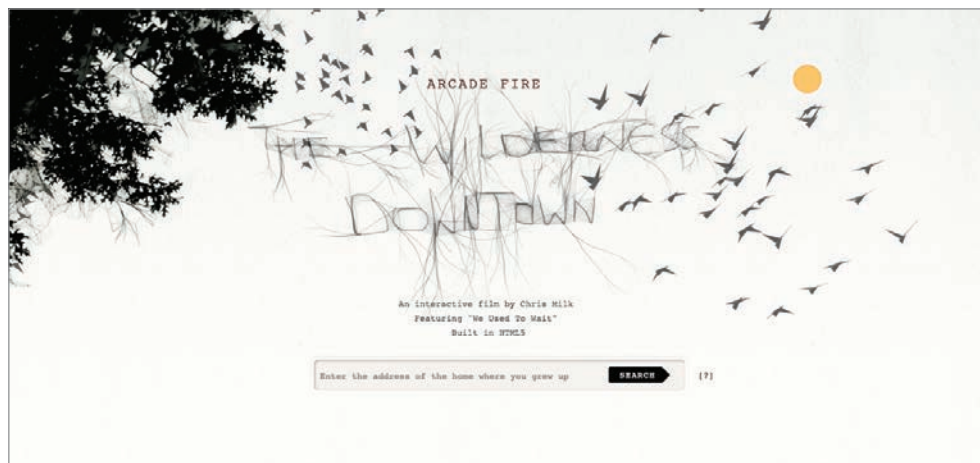 ARCADE FIRE
THE WILDERNESS
DOWNTOWN
An interactive film by Chris Milk
Featuring "We Used To Wait"
Built in HTML5
Enter the address of the home where you grew up
SEARCH
[?]